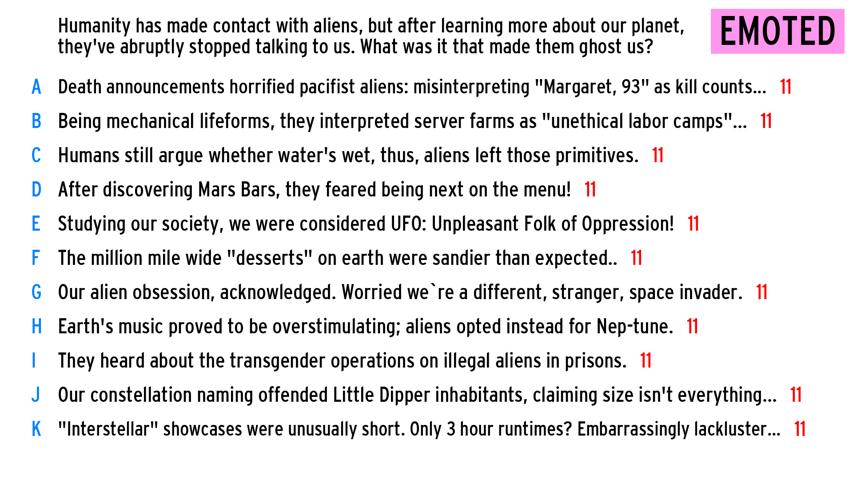 Humanity has made contact with aliens, but after learning more about our planet,
they've abruptly stopped talking to us. What was it that made them ghost us?
EMOTED
A Death announcements horrified pacifist aliens: misinterpreting "Margaret, 93" as kill counts... 11
B Being mechanical lifeforms, they interpreted server farms as "unethical labor camps"... 11
C Humans still argue whether water's wet, thus, aliens left those primitives. 11
D After discovering Mars Bars, they feared being next on the menu! 11
E Studying our society, we were considered UFO: Unpleasant Folk of Oppression! 11
F The million mile wide "desserts" on earth were sandier than expected.. 11
G Our alien obsession, acknowledged. Worried we`re a different, stranger, space invader. 11
H Earth's music proved to be overstimulating; aliens opted instead for Nep-tune. 11
I They heard about the transgender operations on illegal aliens in prisons. 11
J Our constellation naming offended Little Dipper inhabitants, claiming size isn't everything... 11
K "Interstellar" showcases were unusually short. Only 3 hour runtimes? Embarrassingly lackluster... 11